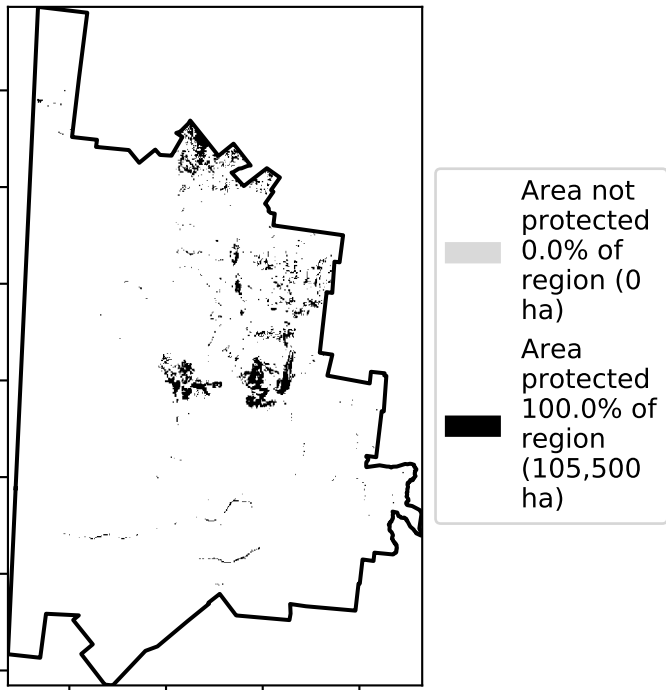 Area not
protected
0.0% of
region (0
ha)
Area
protected
100.0% of
region
(105,500
ha)